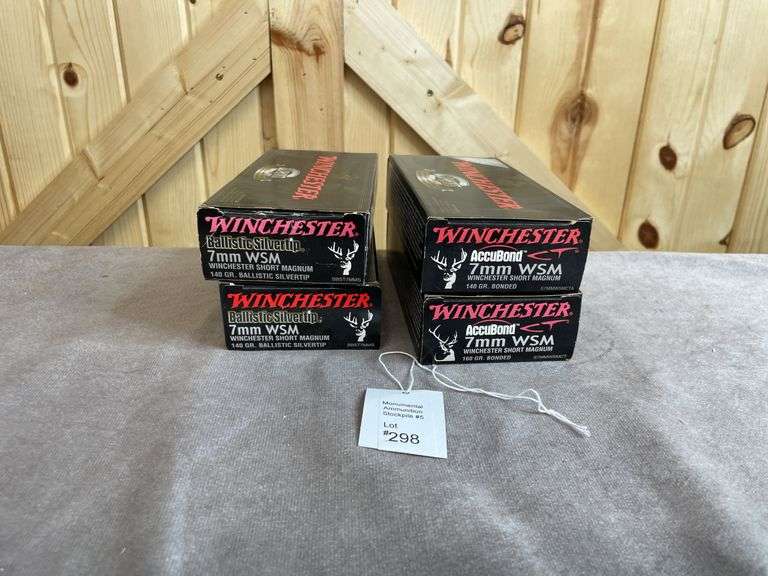 WINCHESTER
WINCHESTER
Ballistic Silvertip
7mm WSM
WINCHESTER SHORT MAGNUM
140 GR. BALLISTIC SILVERTIP
WINCHESTER
Ballistic Silvertip
7mm WSM
WINCHESTER SHORT MAGNUM
140 GR. BALLISTIC SILVERTIP
WINCHESTER
WINCHESTER
AccuBond CT
7mm WSM
WINCHESTER SHORT MAGNUM
140 GR. BONDED
WINCHESTER
AccuBond CT
7mm WSM
WINCHESTER SHORT MAGNUM
160 GR. BONDED
Monumental
Ammunition
Stockpile #5
Lot
#298